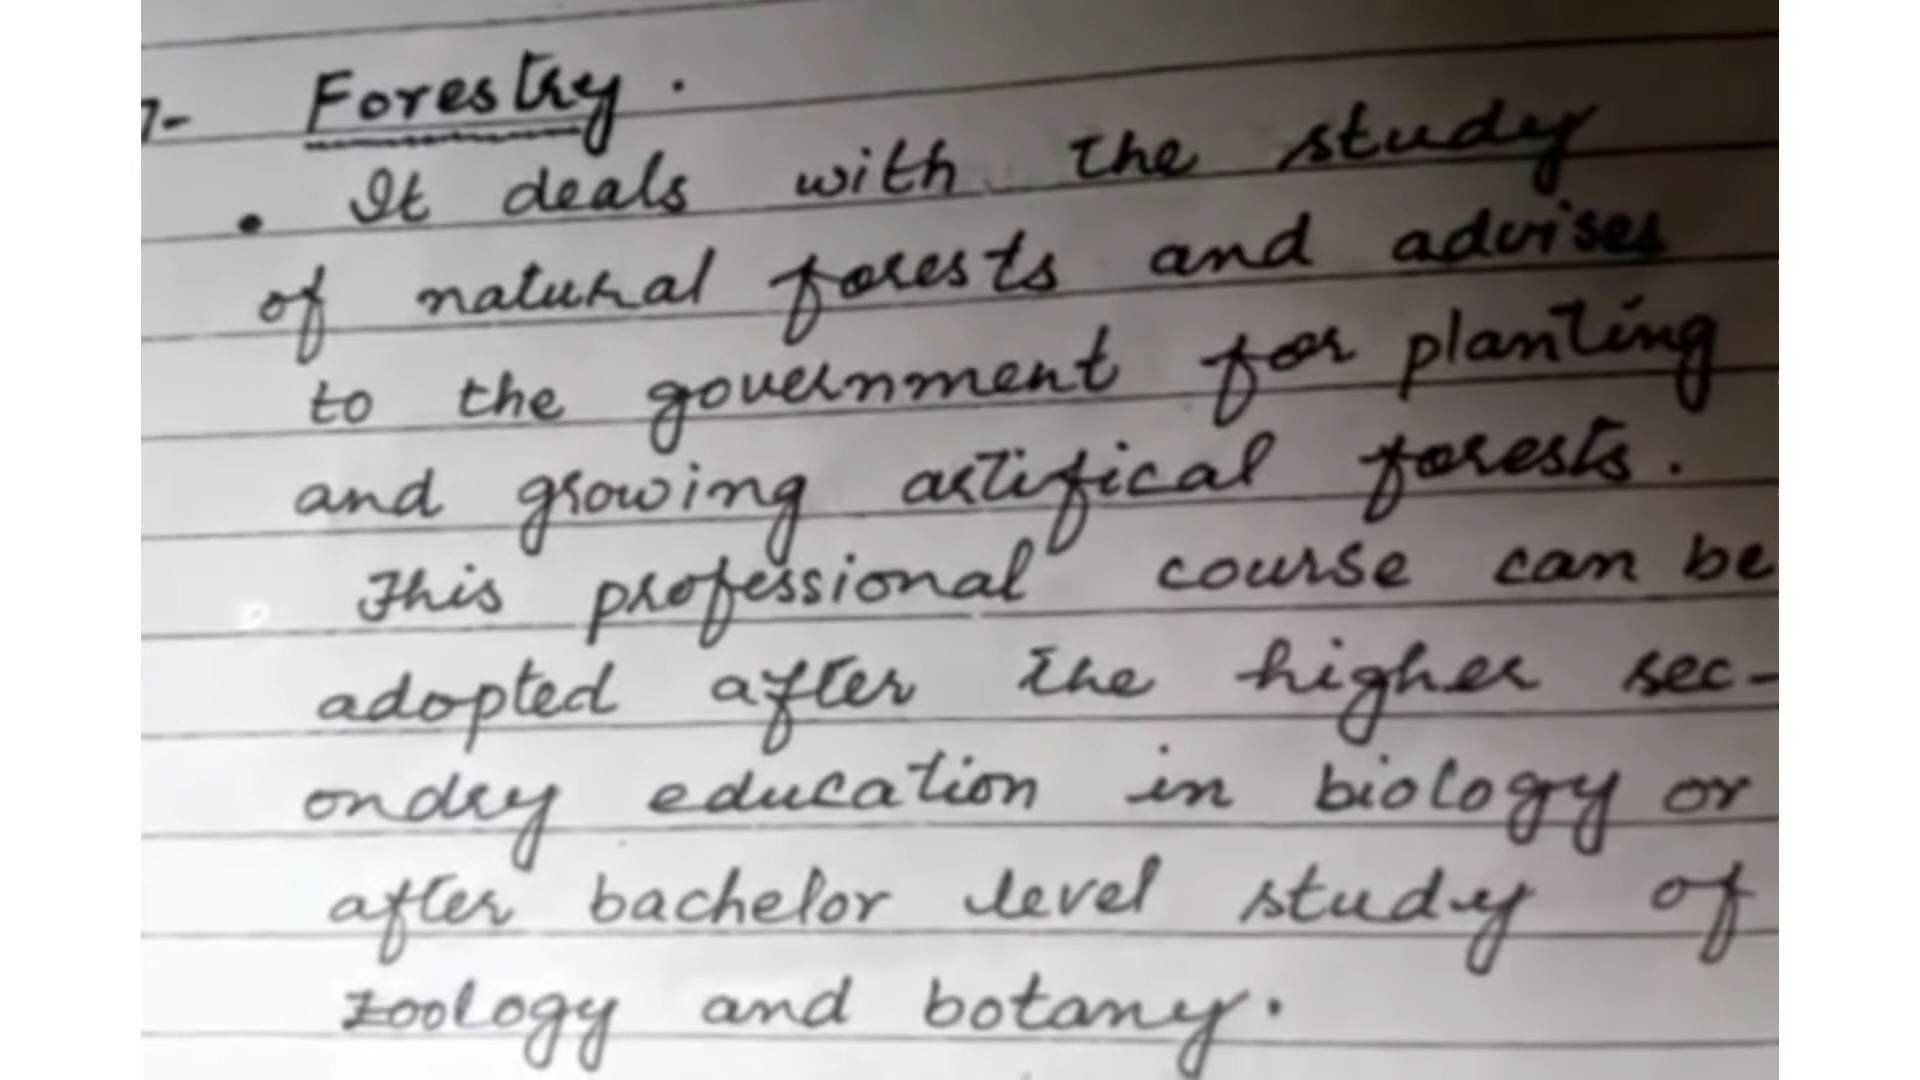 7- Forestry.
• It deals with the study
of natural forests and advises
to the government for planting
and growing artifical forests.
This professional course can be
adopted after the higher sec-
ondry education in biology or
after bachelor level study of
zoology and botany.